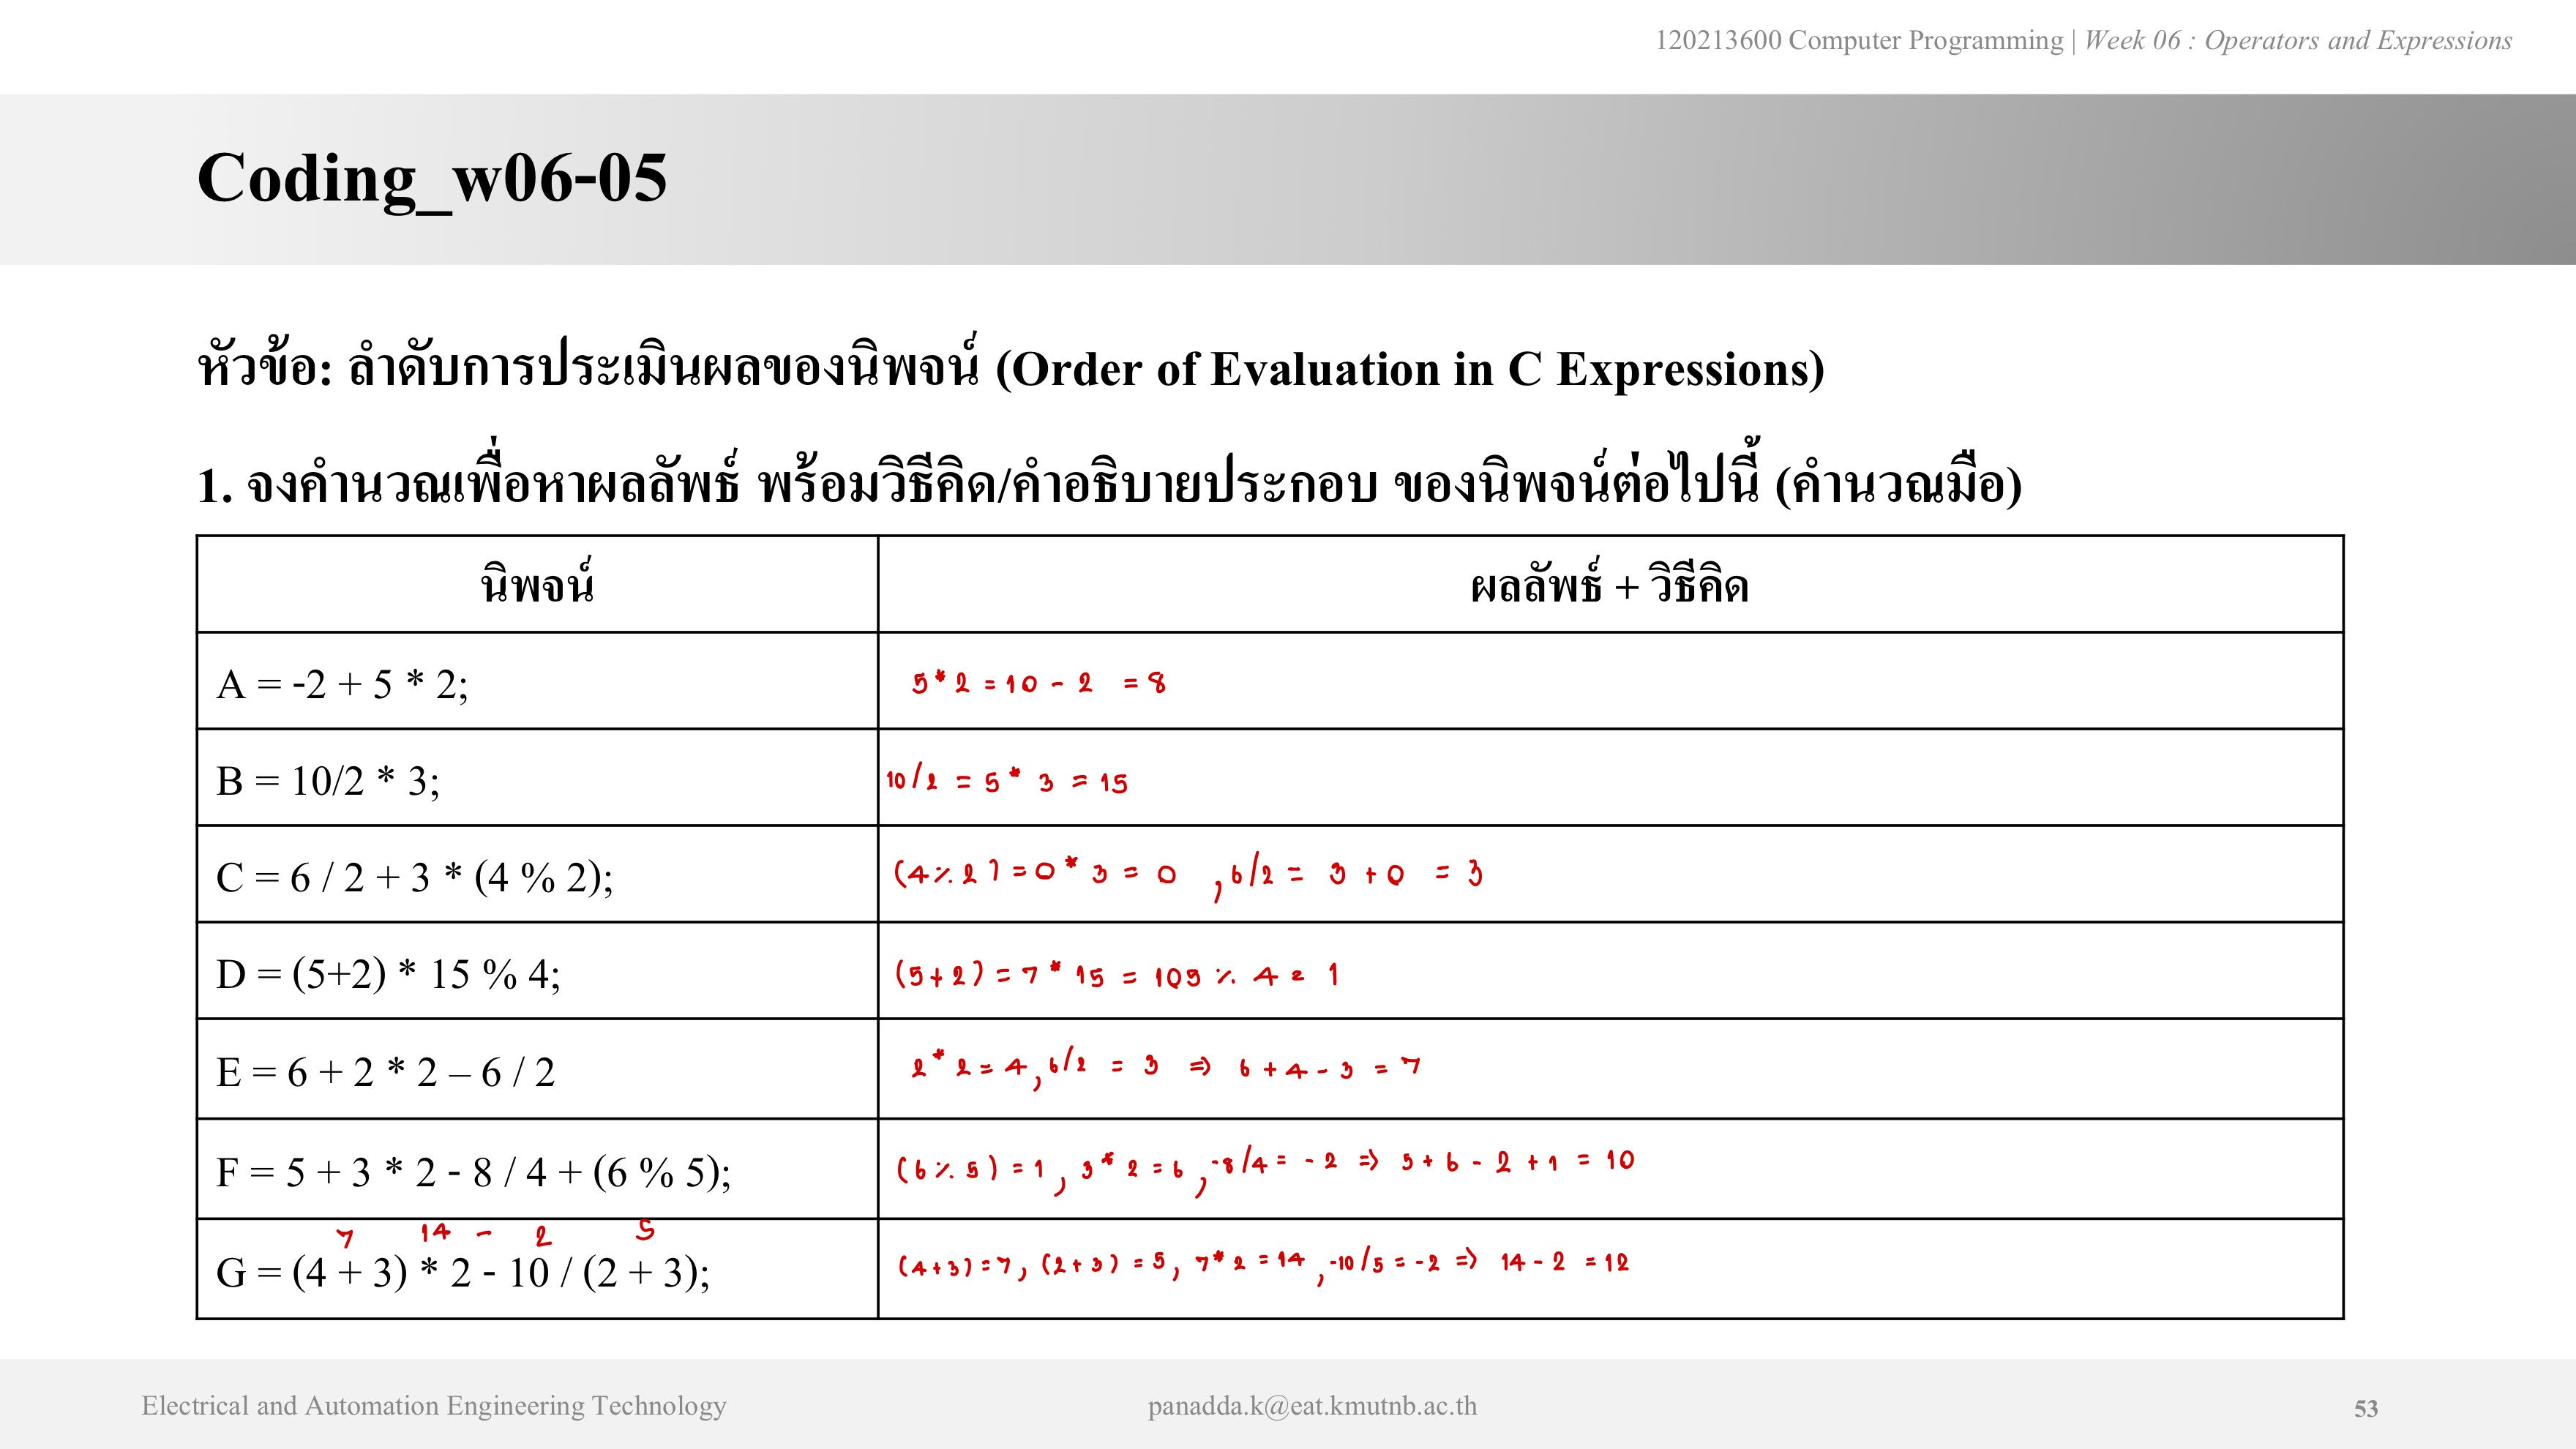 120213600 Computer Programming | Week 06 : Operators and Expressions
Coding_w06-05
หัวข้อ: ลำดับการประเมินผลของนิพจน์ (Order of Evaluation in C Expressions)
1. จงคำนวณเพื่อหาผลลัพธ์ พร้อมวิธีคิด/คำอธิบายประกอบ ของนิพจน์ต่อไปนี้ (คำนวณมือ)
นิพจน์ ผลลัพธ์ + วิธีคิด
A = -2 + 5 * 2; 5 * 2 = 10 - 2 = 8
B = 10/2 * 3; 10/2 = 5 * 3 = 15
C = 6 / 2 + 3 * (4 % 2); (4 % 2) = 0 * 3 = 0 , 6/2 = 3 + 0 = 3
D = (5+2) * 15 % 4; (5+2) = 7 * 15 = 105 % 4 = 1
E = 6 + 2 * 2 – 6 / 2 2 * 2 = 4, 6/2 = 3 => 6 + 4 - 3 = 7
F = 5 + 3 * 2 - 8 / 4 + (6 % 5); (6 % 5) = 1, 3 * 2 = 6, -8/4 = -2 => 5 + 6 - 2 + 1 = 10
7 14 - 2 5
G = (4 + 3) * 2 - 10 / (2 + 3); (4+3) = 7, (2+3) = 5, 7 * 2 = 14, -10/5 = -2 => 14 - 2 = 12
Electrical and Automation Engineering Technology panadda.k@eat.kmutnb.ac.th 53